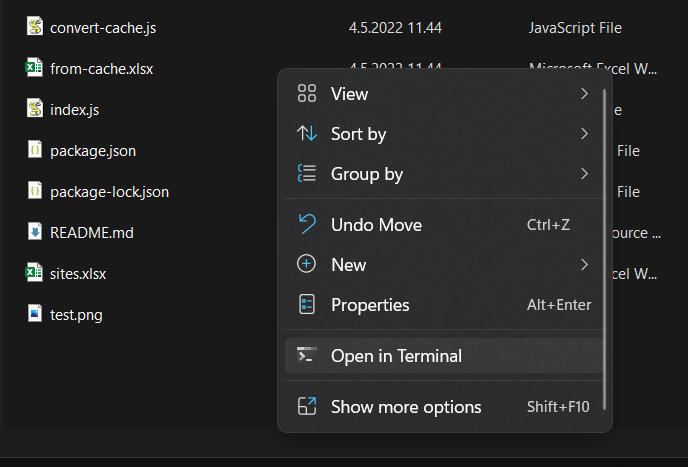 convert-cache.js 4.5.2022 11.44 JavaScript File
from-cache.xlsx 4.5.2022 11.44 Microsoft Excel W...
View
index.js
Sort by
package.json File
Group by
package-lock.json File
Undo Move Ctrl+Z
README.md ource ...
New
sites.xlsx cel W...
Properties Alt+Enter
test.png
Open in Terminal
Show more options Shift+F10